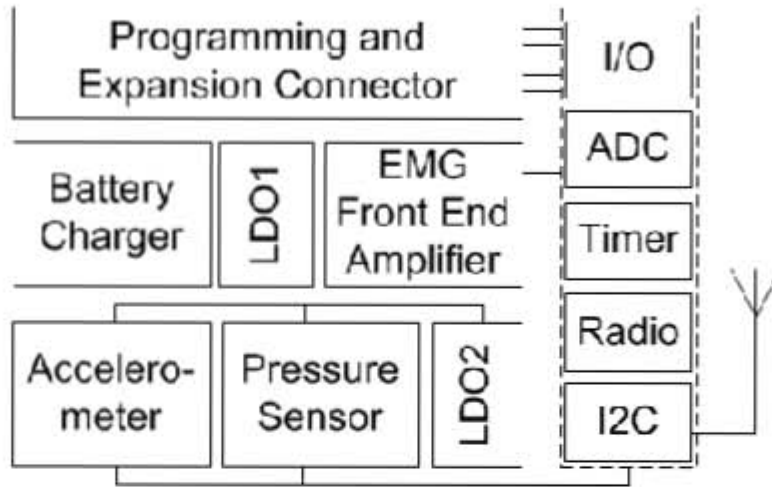 Programming and
Expansion Connector
I/O
ADC
Battery
Charger
LDO1
EMG
Front End
Amplifier
Timer
Radio
Accelero-
meter
Pressure
Sensor
LDO2
I2C